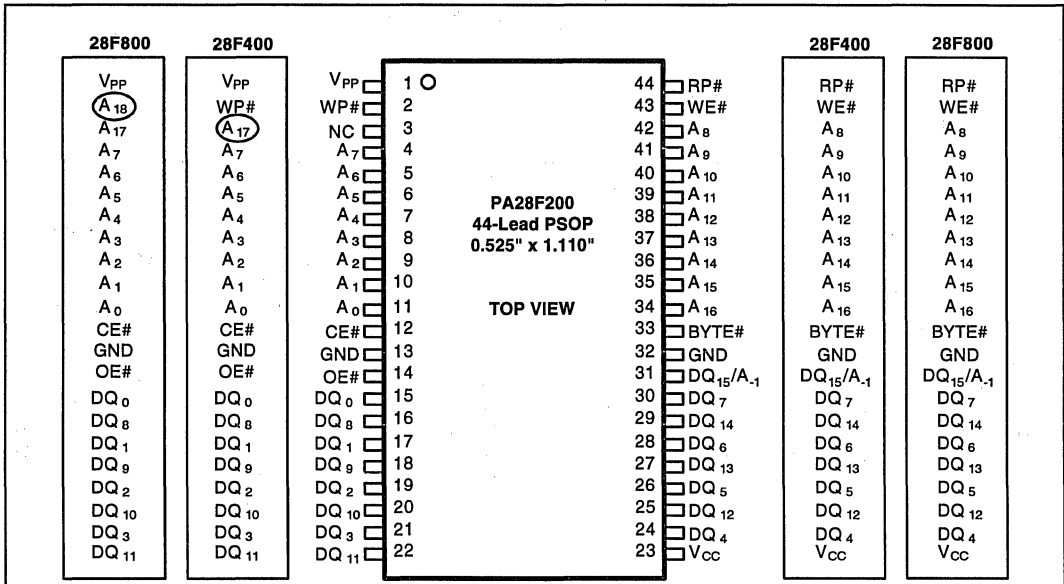 28F800 28F400 28F400 28F800
VPP VPP VPP 1 44 RP# RP# RP#
A18 WP# WP# 2 43 WE# WE# WE#
A17 A17 NC 3 42 A8 A8 A8
A7 A7 A7 4 41 A9 A9 A9
A6 A6 A6 5 40 A10 A10 A10
A5 A5 A5 6 39 A11 A11 A11
PA28F200
A4 A4 A4 7 38 A12 A12 A12
44-Lead PSOP
A3 A3 A3 8 37 A13 A13 A13
0.525" x 1.110"
A2 A2 A2 9 36 A14 A14 A14
A1 A1 A1 10 35 A15 A15 A15
A0 A0 A0 11 TOP VIEW 34 A16 A16 A16
CE# CE# CE# 12 33 BYTE# BYTE# BYTE#
GND GND GND 13 32 GND GND GND
OE# OE# OE# 14 31 DQ15/A-1 DQ15/A-1 DQ15/A-1
DQ0 DQ0 DQ0 15 30 DQ7 DQ7 DQ7
DQ8 DQ8 DQ8 16 29 DQ14 DQ14 DQ14
DQ1 DQ1 DQ1 17 28 DQ6 DQ6 DQ6
DQ9 DQ9 DQ9 18 27 DQ13 DQ13 DQ13
DQ2 DQ2 DQ2 19 26 DQ5 DQ5 DQ5
DQ10 DQ10 DQ10 20 25 DQ12 DQ12 DQ12
DQ3 DQ3 DQ3 21 24 DQ4 DQ4 DQ4
DQ11 DQ11 DQ11 22 23 VCC VCC VCC